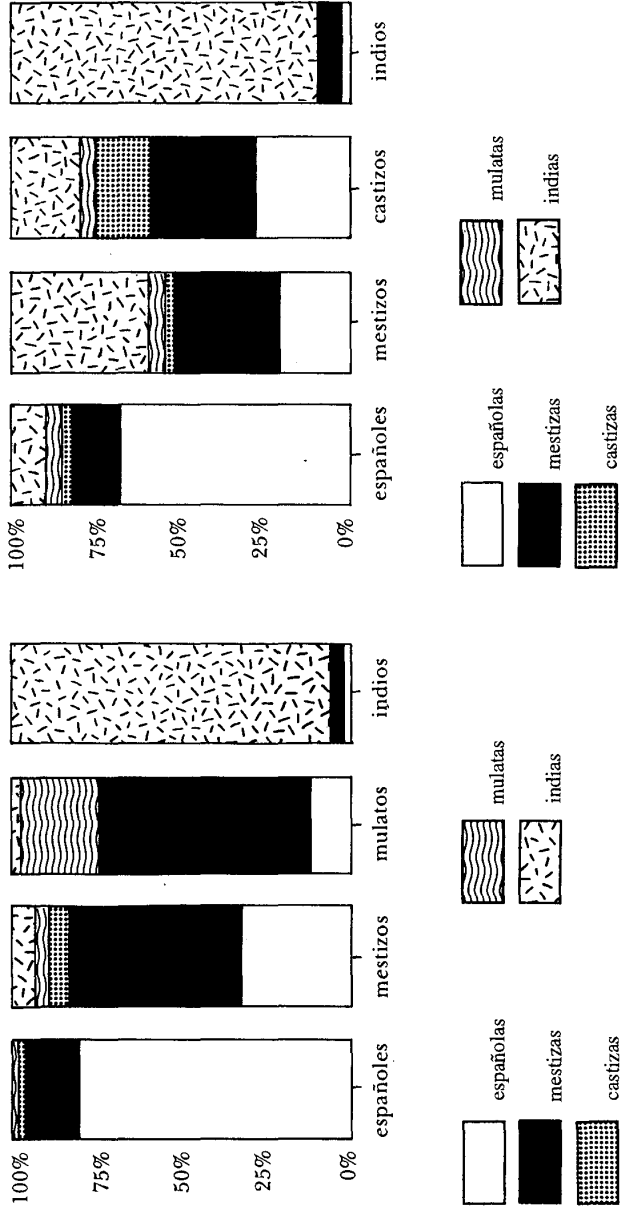 100%
75%
50%
25%
0%
españoles
mestizos
mulatos
indios
españolas
mestizas
castizas
mulatas
indias
100%
75%
50%
25%
0%
españoles
mestizos
castizos
indios
españolas
mestizas
castizas
mulatas
indias